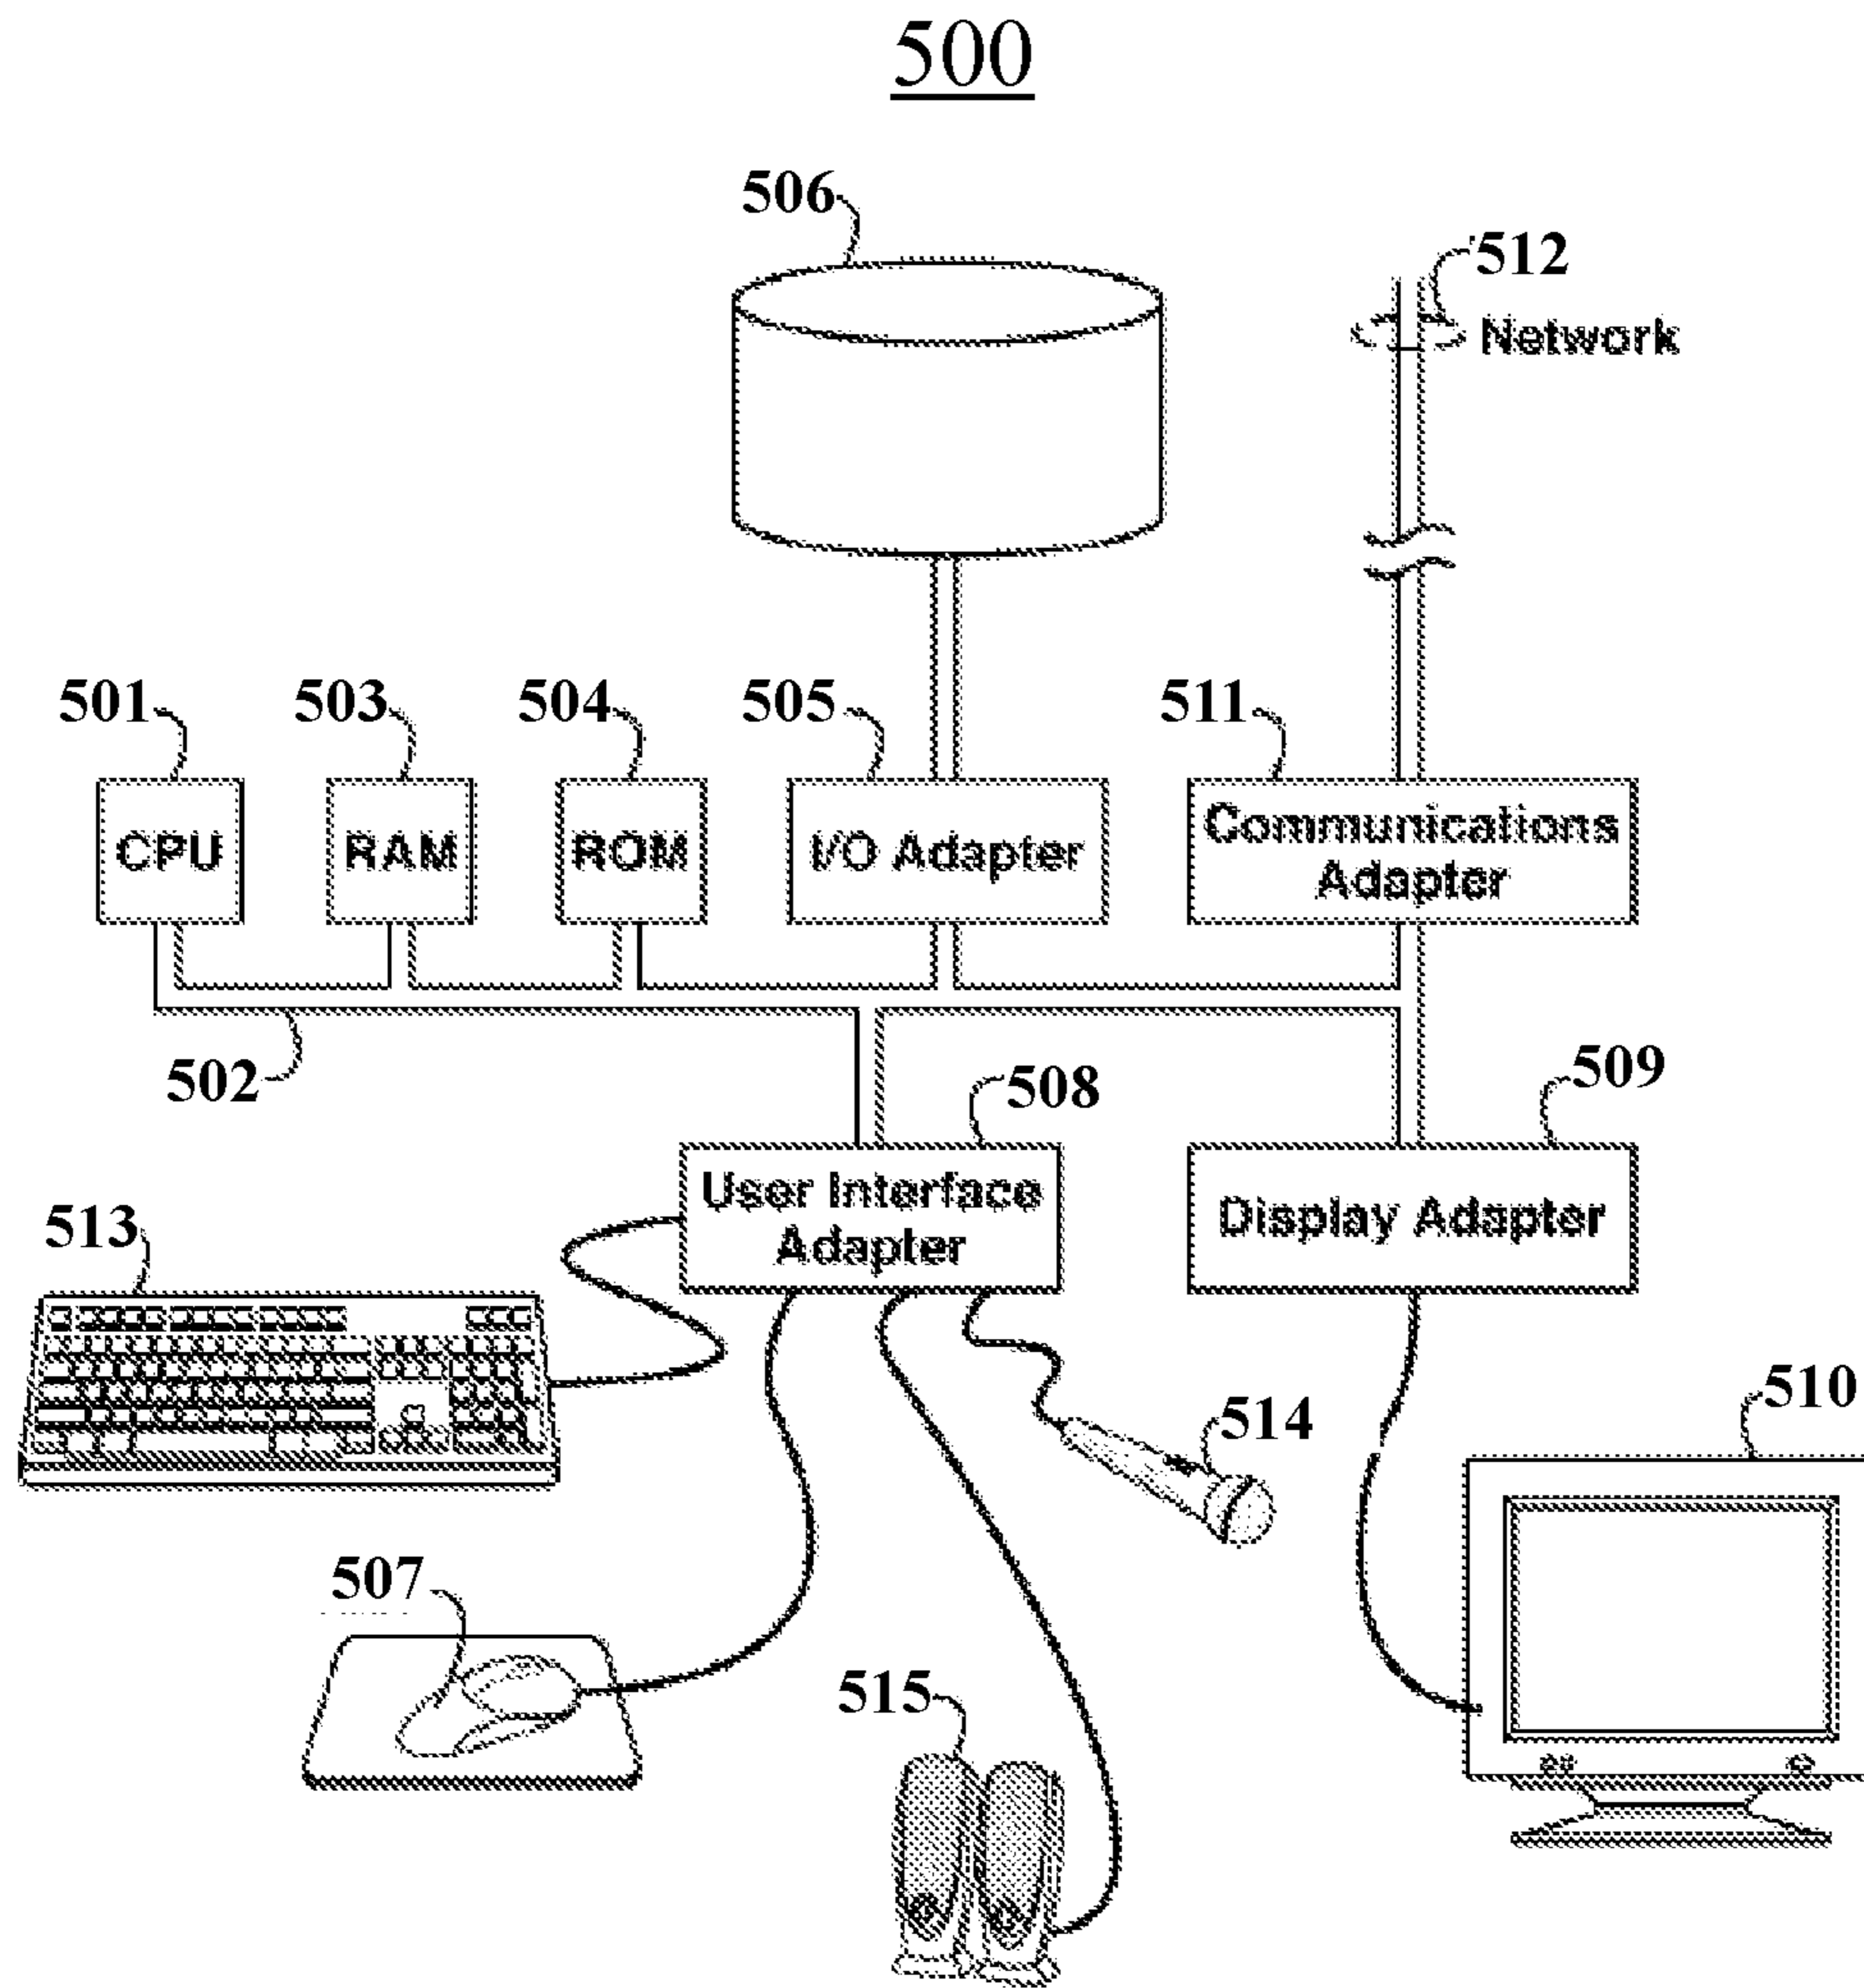 500
506
512
Network
501
503
504
505
511
CPU
RAM
ROM
I/O Adapter
Communications
Adapter
502
508
509
User Interface
Adapter
Display Adapter
513
510
514
507
515